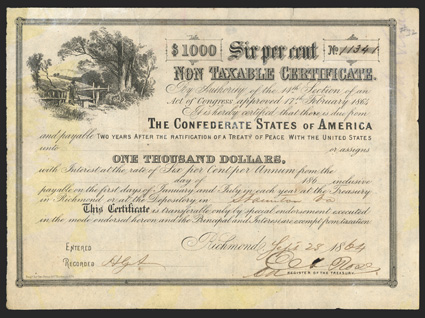 $1000 Six per cent No. 11341
NON TAXABLE CERTIFICATE.
By Authority of the 14th Section of an
Act of Congress, approved 17th February 1864
It is hereby certified that there is due from
THE CONFEDERATE STATES OF AMERICA
and payable TWO YEARS AFTER THE RATIFICATION OF A TREATY OF PEACE WITH THE UNITED STATES
unto or assigns
ONE THOUSAND DOLLARS,
with Interest at the rate of Six per Cent per Annum from the
day of 186 inclusive
payable on the first days of January and July in each year at the Treasury
in Richmond or at the Depository in Staunton Va
This Certificate is transferable only by special endorsement executed
in the mode endorsed hereon and the Principal and Interest are exempt from taxation
Richmond Sept 28 1864
ENTERED
RECORDED
REGISTER OF THE TREASURY.